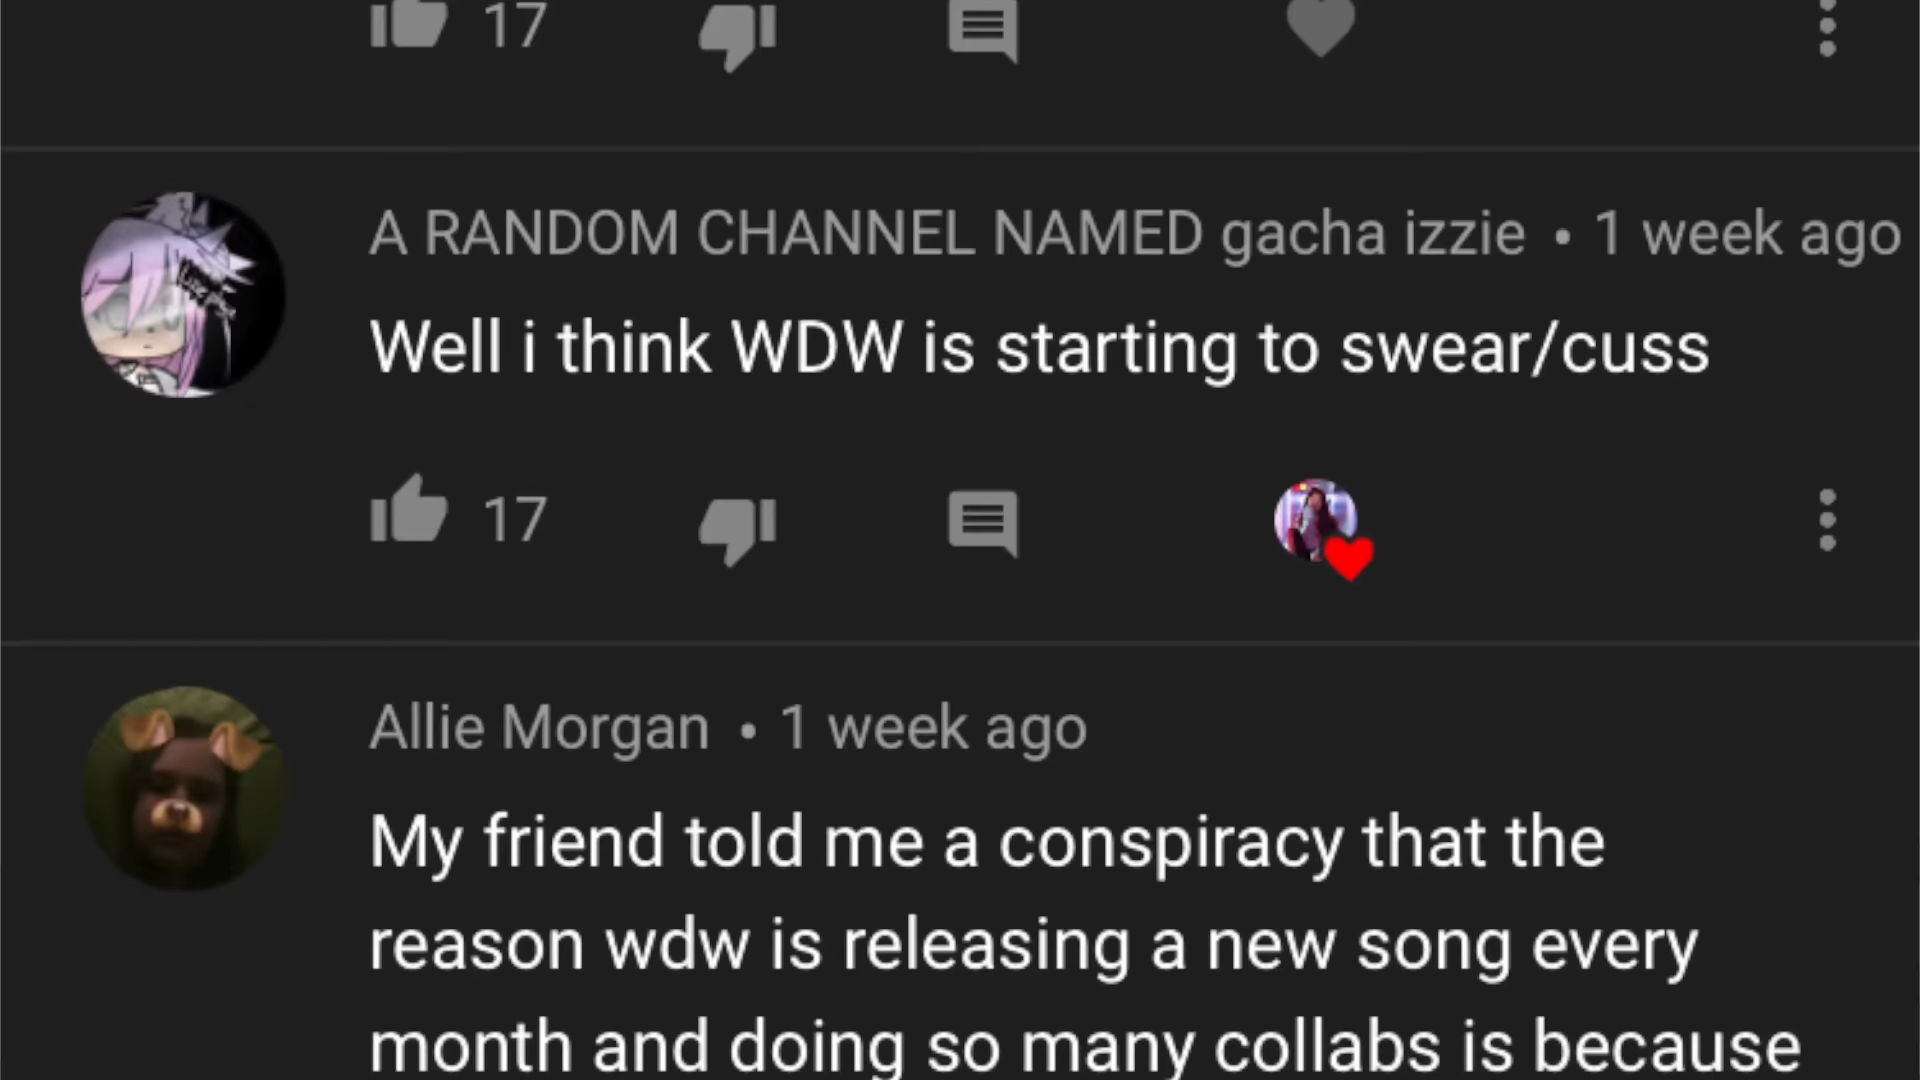 17
A RANDOM CHANNEL NAMED gacha izzie • 1 week ago
Well i think WDW is starting to swear/cuss
17
Allie Morgan • 1 week ago
My friend told me a conspiracy that the
reason wdw is releasing a new song every
month and doing so many collabs is because